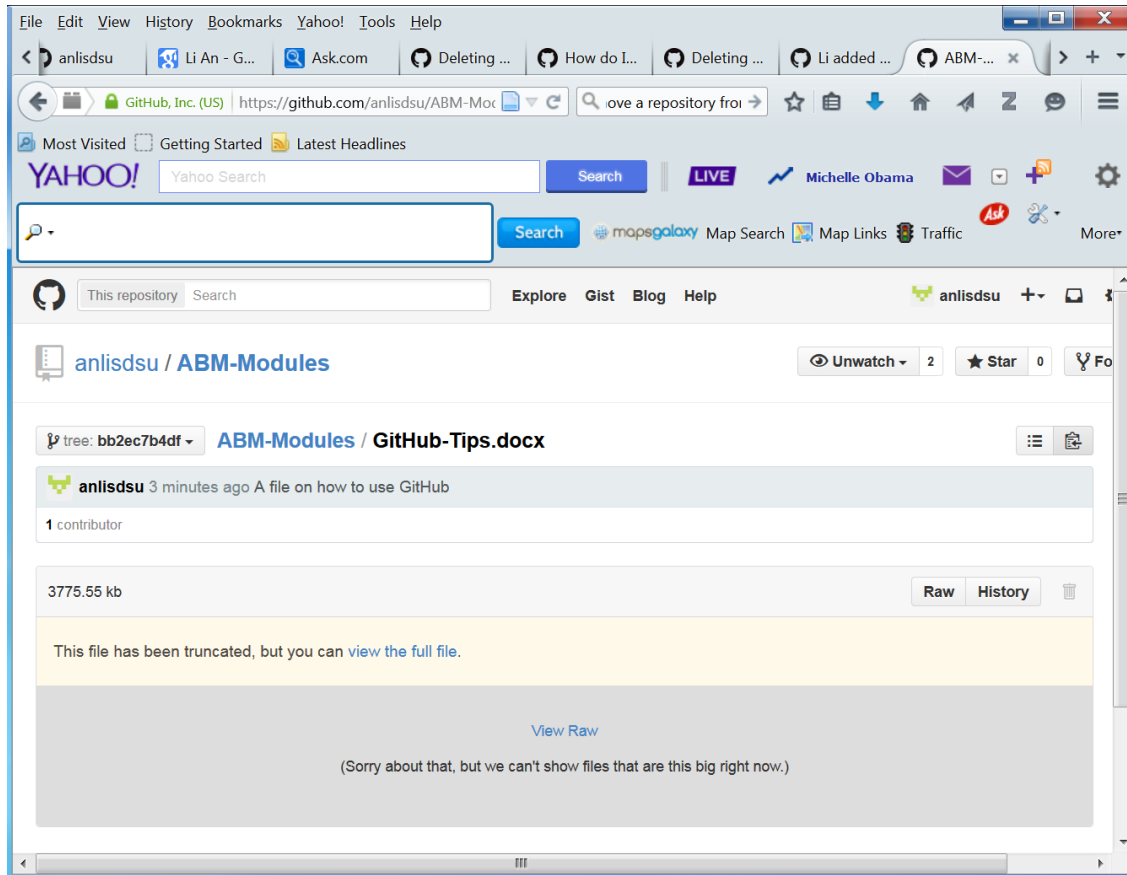 File Edit View History Bookmarks Yahoo! Tools Help
anlisdsu Li An - G... Ask.com Deleting ... How do I... Deleting ... Li added ... ABM-...
GitHub, Inc. (US) https://github.com/anlisdsu/ABM-Moc ove a repository from
Most Visited Getting Started Latest Headlines
YAHOO! Yahoo Search Search LIVE Michelle Obama
Search mapsgalaxy Map Search Map Links Traffic Ask More
This repository Search Explore Gist Blog Help anlisdsu
anlisdsu / ABM-Modules Unwatch 2 Star 0 Fo
tree: bb2ec7b4df ABM-Modules / GitHub-Tips.docx
anlisdsu 3 minutes ago A file on how to use GitHub
1 contributor
3775.55 kb Raw History
This file has been truncated, but you can view the full file.
View Raw
(Sorry about that, but we can't show files that are this big right now.)